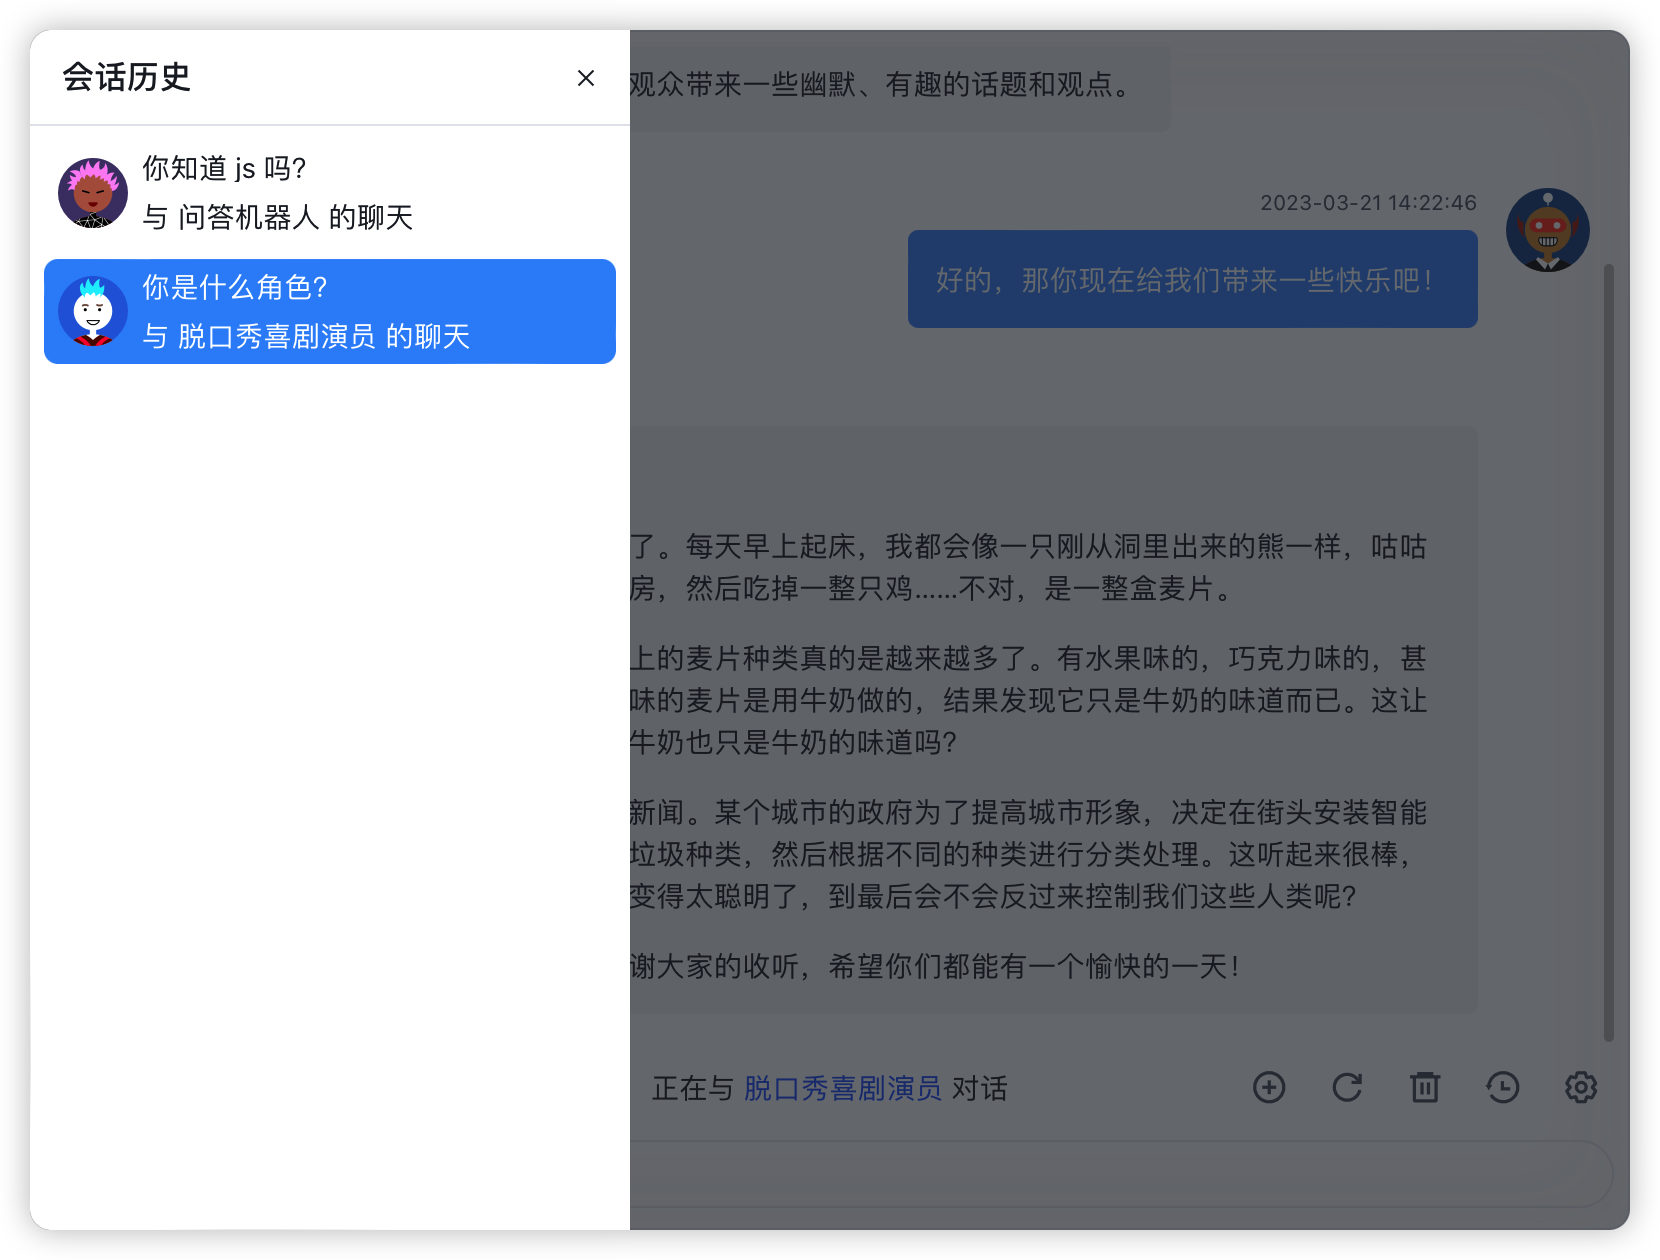 会话历史
你知道 js 吗?
与 问答机器人 的聊天
你是什么角色?
与 脱口秀喜剧演员 的聊天
观众带来一些幽默、有趣的话题和观点。
2023-03-21 14:22:46
好的，那你现在给我们带来一些快乐吧！
了。每天早上起床，我都会像一只刚从洞里出来的熊一样，咕咕
房，然后吃掉一整只鸡……不对，是一整盒麦片。
上的麦片种类真的是越来越多了。有水果味的，巧克力味的，甚
味的麦片是用牛奶做的，结果发现它只是牛奶的味道而已。这让
牛奶也只是牛奶的味道吗?
新闻。某个城市的政府为了提高城市形象，决定在街头安装智能
垃圾种类，然后根据不同的种类进行分类处理。这听起来很棒，
变得太聪明了，到最后会不会反过来控制我们这些人类呢?
谢大家的收听，希望你们都能有一个愉快的一天！
正在与 脱口秀喜剧演员 对话